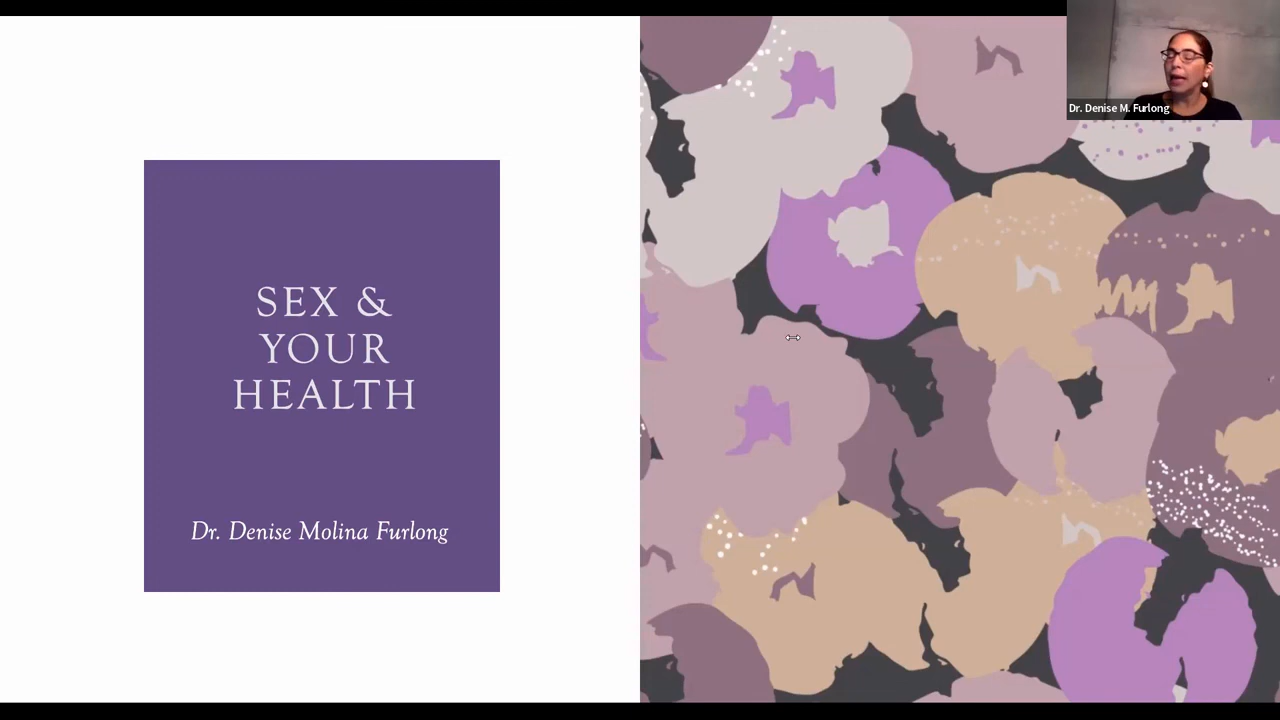 SEX &
YOUR
HEALTH
Dr. Denise Molina Furlong
Dr. Denise M. Furlong